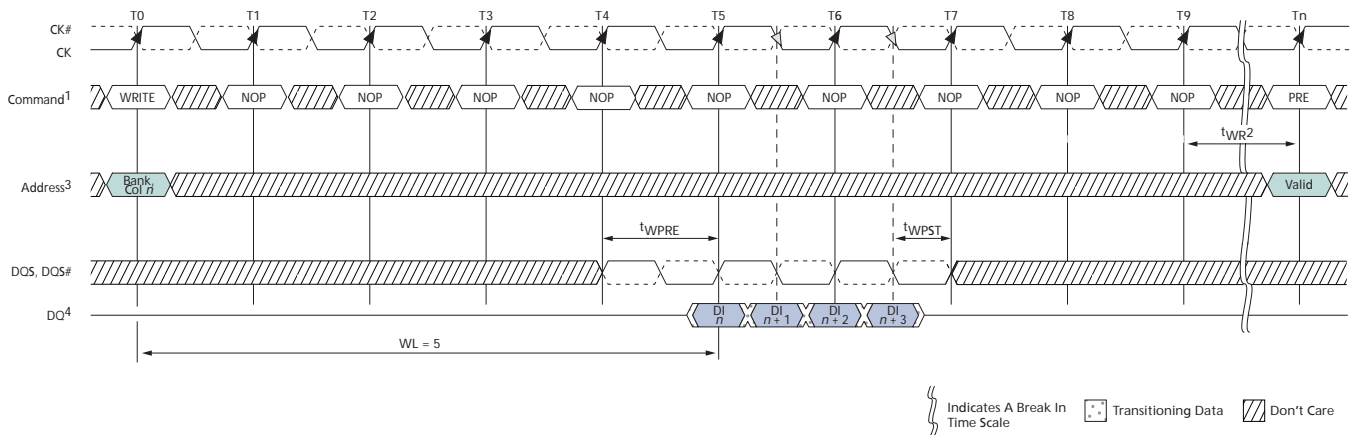 T0 T1 T2 T3 T4 T5 T6 T7 T8 T9 Tn
CK#
CK
Command1 WRITE NOP NOP NOP NOP NOP NOP NOP NOP NOP PRE
tWR2
Address3 Bank, Col n Valid
tWPRE tWPST
DQS, DQS#
DQ4 DI n DI n + 1 DI n + 2 DI n + 3
WL = 5
Indicates A Break In
Time Scale
Transitioning Data
Don't Care